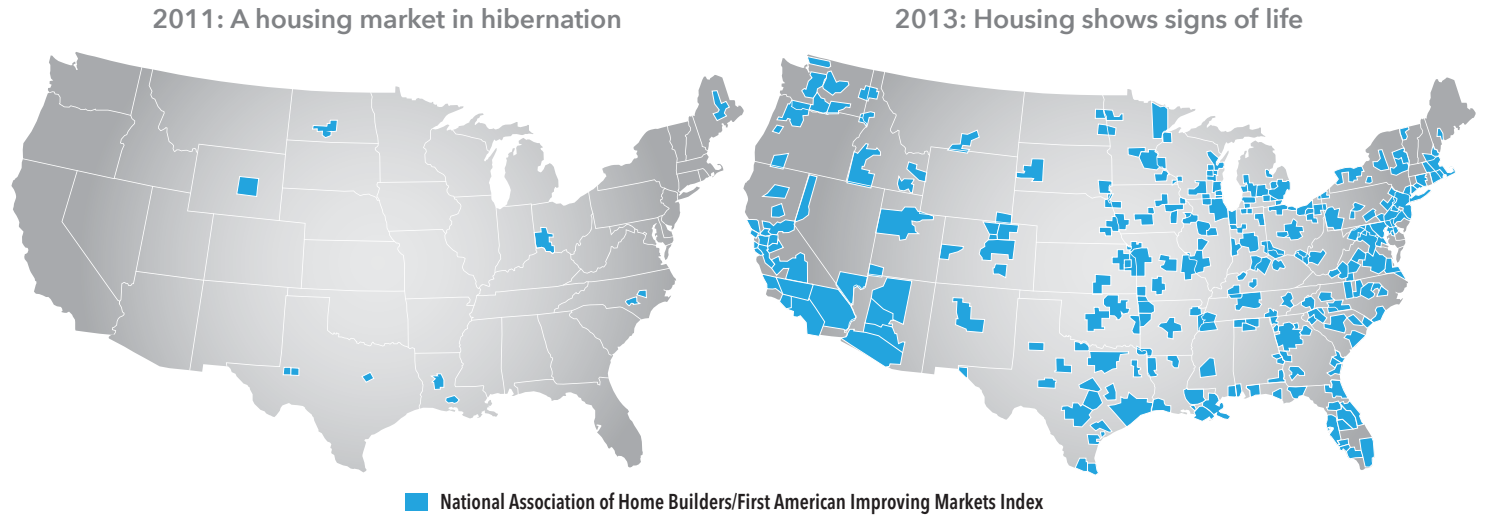 2011: A housing market in hibernation
2013: Housing shows signs of life
National Association of Home Builders/First American Improving Markets Index